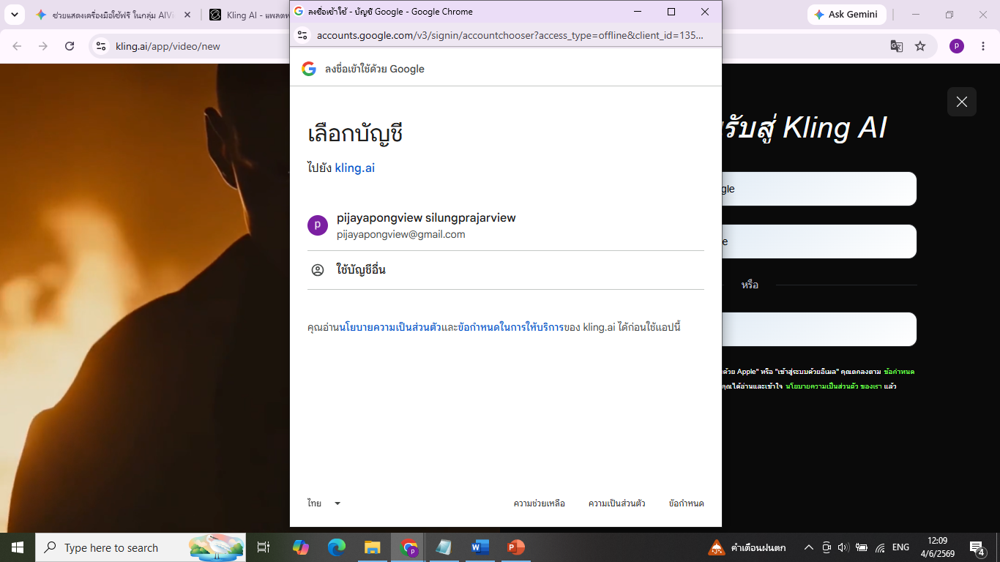 ช่วยแสดงเครื่องมือใช้ฟรี ในกลุ่ม AIVi
Kling AI - แพลตฟ
ลงชื่อเข้าใช้ - บัญชี Google - Google Chrome
Ask Gemini
kling.ai/app/video/new
accounts.google.com/v3/signin/accountchooser?access_type=offline&client_id=135...
p
ลงชื่อเข้าใช้ด้วย Google
เลือกบัญชี
ไปยัง kling.ai
p
pijayapongview silungprajarview
pijayapongview@gmail.com
ใช้บัญชีอื่น
คุณอ่านนโยบายความเป็นส่วนตัวและข้อกำหนดในการให้บริการของ kling.ai ได้ก่อนใช้แอปนี้
ไทย
ความช่วยเหลือ
ความเป็นส่วนตัว
ข้อกำหนด
รับสู่ Kling AI
gle
e
หรือ
ด้วย Apple" หรือ "เข้าสู่ระบบด้วยอีเมล" คุณตกลงตาม ข้อกำหนด
คุณได้อ่านและเข้าใจ นโยบายความเป็นส่วนตัว ของเรา แล้ว
Type here to search
p
W
P
คำเตือนฝนตก
ENG
12:09
4/6/2569
4